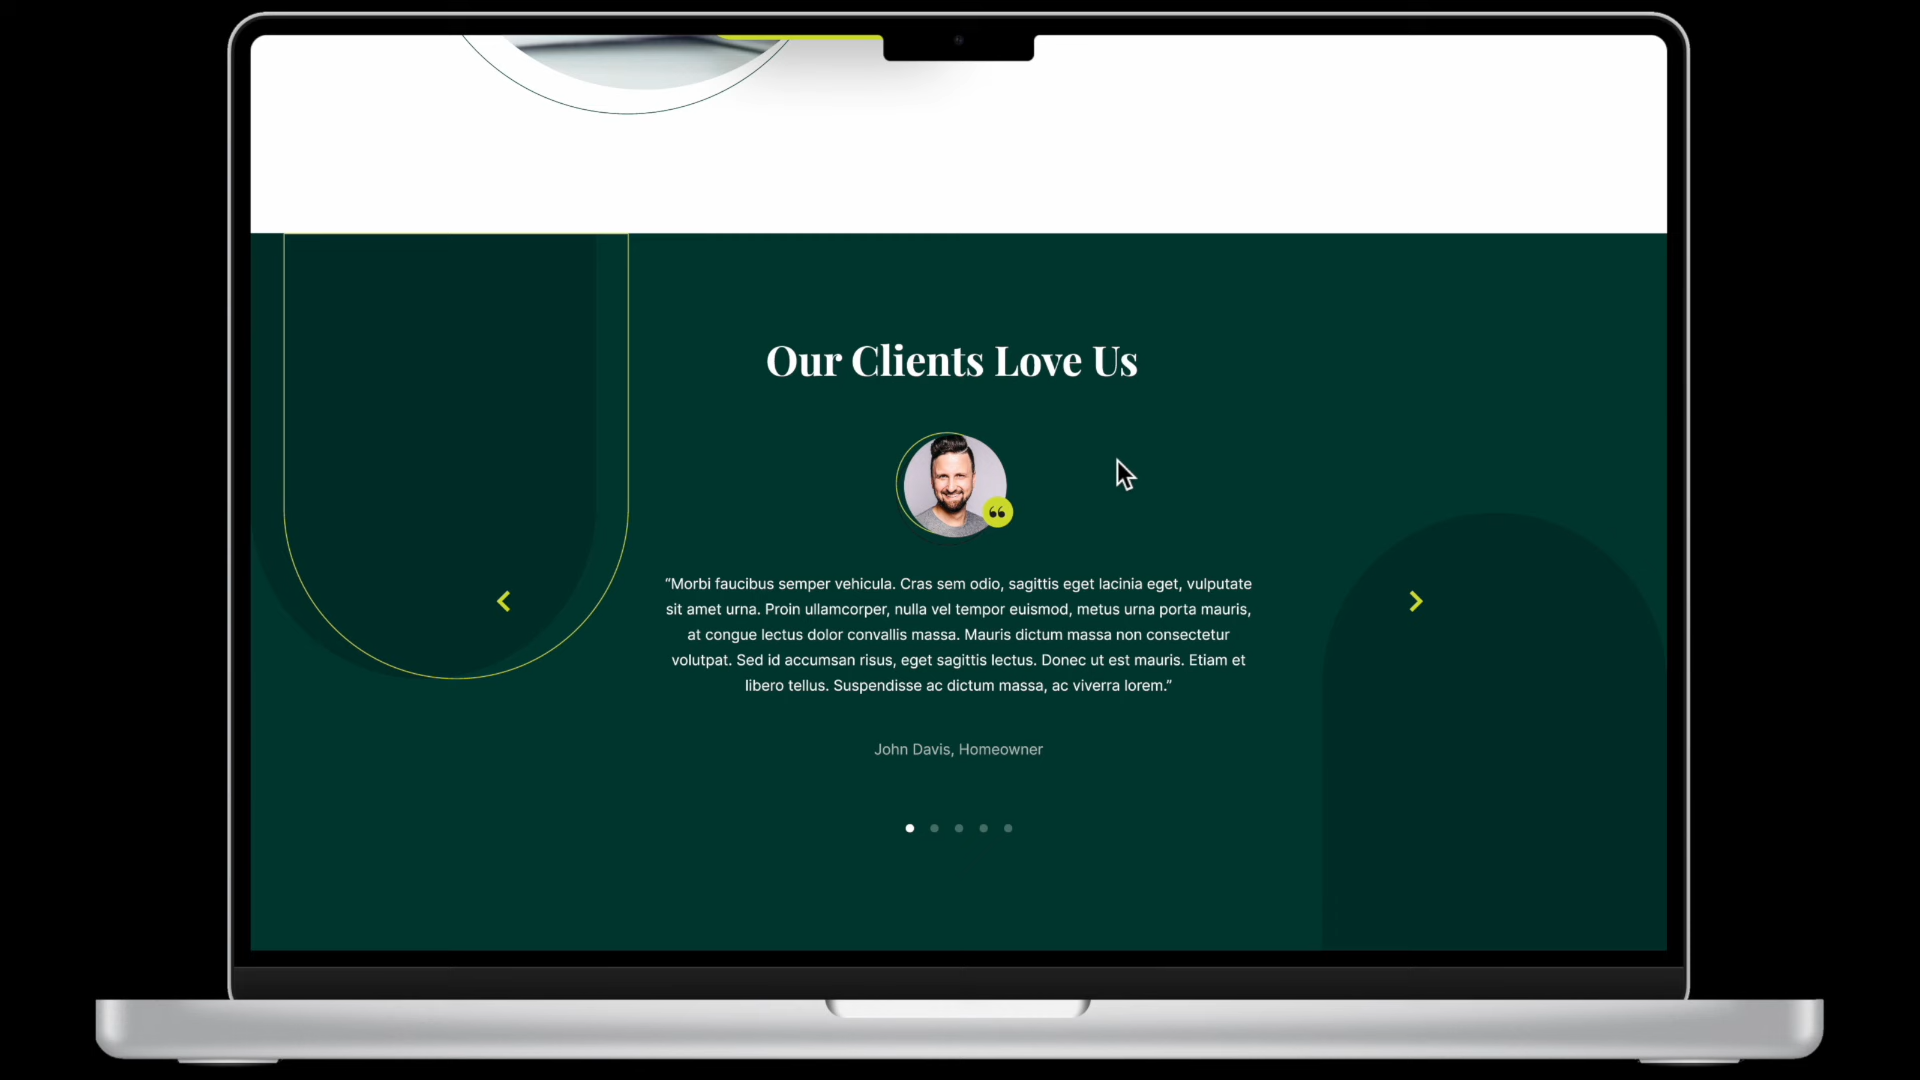 Our Clients Love Us
“Morbi faucibus semper vehicula. Cras sem odio, sagittis eget lacinia eget, vulputate
sit amet urna. Proin ullamcorper, nulla vel tempor euismod, metus urna porta mauris,
at congue lectus dolor convallis massa. Mauris dictum massa non consectetur
volutpat. Sed id accumsan risus, eget sagittis lectus. Donec ut est mauris. Etiam et
libero tellus. Suspendisse ac dictum massa, ac viverra lorem.”
John Davis, Homeowner